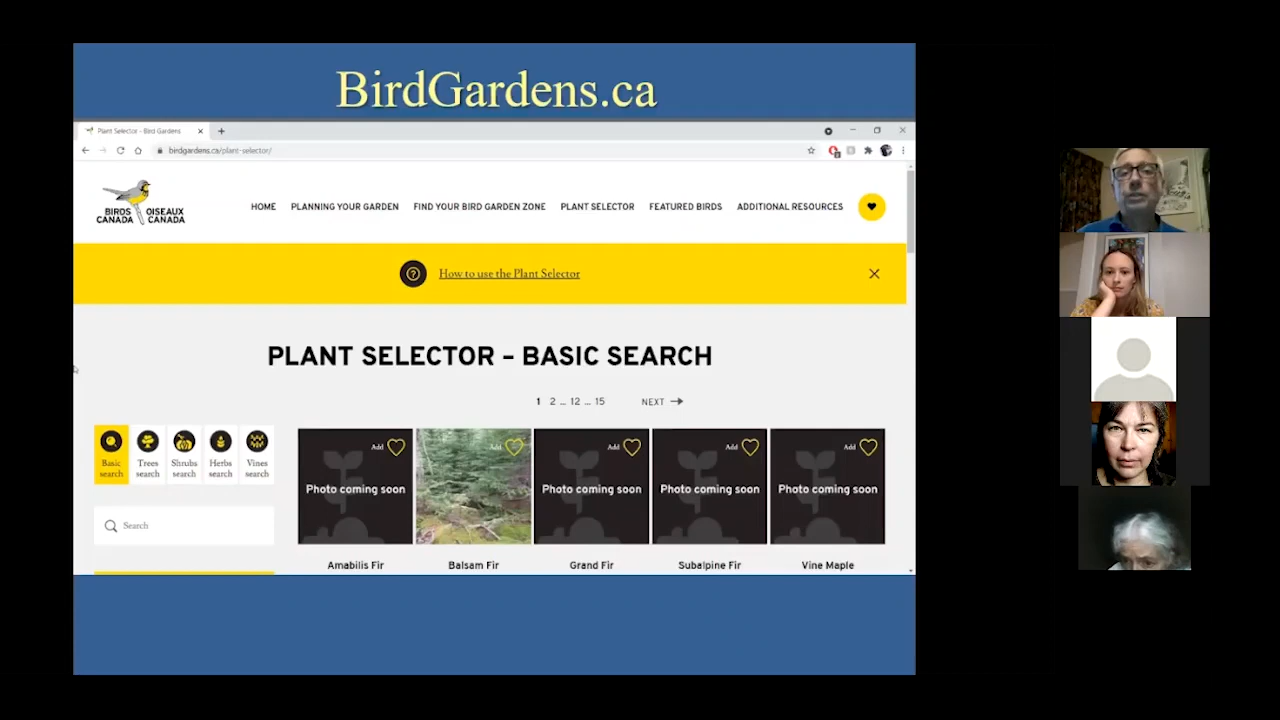 BirdGardens.ca
Plant Selector - Bird Gardens
birdgardens.ca/plant-selector/
BIRDS CANADA
OISEAUX CANADA
HOME
PLANNING YOUR GARDEN
FIND YOUR BIRD GARDEN ZONE
PLANT SELECTOR
FEATURED BIRDS
ADDITIONAL RESOURCES
How to use the Plant Selector
PLANT SELECTOR – BASIC SEARCH
1 2 ... 12 ... 15 NEXT
Basic search
Trees search
Shrubs search
Herbs search
Vines search
Search
Add
Photo coming soon
Amabilis Fir
Add
Balsam Fir
Add
Photo coming soon
Grand Fir
Add
Photo coming soon
Subalpine Fir
Add
Photo coming soon
Vine Maple